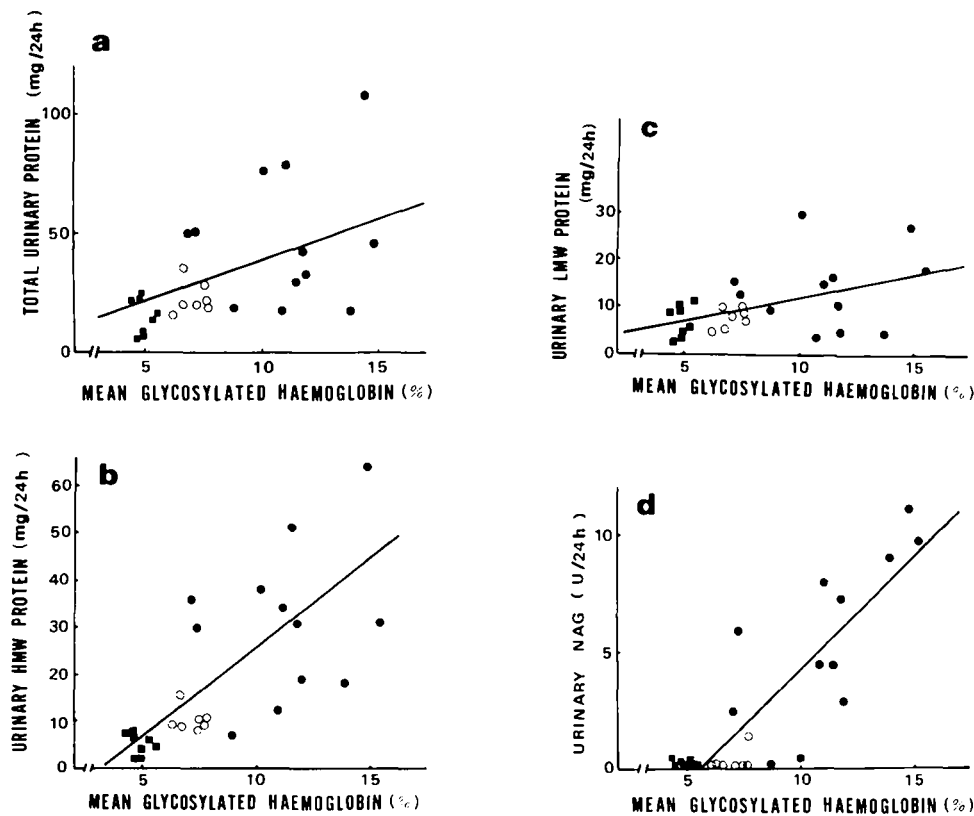 a
TOTAL URINARY PROTEIN (mg/24h)
100
50
0
5 10 15
MEAN GLYCOSYLATED HAEMOGLOBIN (%)
c
URINARY LMW PROTEIN (mg/24h)
30
20
10
0
5 10 15
MEAN GLYCOSYLATED HAEMOGLOBIN (%)
b
URINARY HMW PROTEIN (mg/24h)
60
50
40
30
20
10
0
5 10 15
MEAN GLYCOSYLATED HAEMOGLOBIN (%)
d
URINARY NAG (U/24h)
10
5
0
5 10 15
MEAN GLYCOSYLATED HAEMOGLOBIN (%)